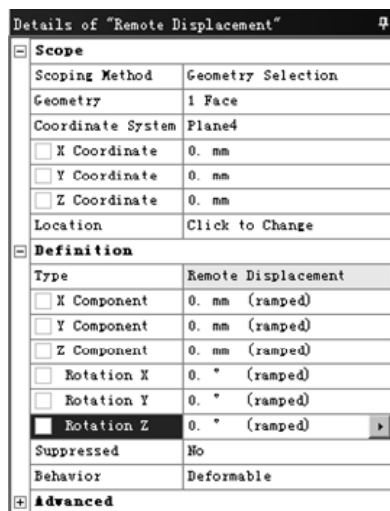 Details of "Remote Displacement"
Scope
Scoping Method Geometry Selection
Geometry 1 Face
Coordinate System Plane4
X Coordinate 0. mm
Y Coordinate 0. mm
Z Coordinate 0. mm
Location Click to Change
Definition
Type Remote Displacement
X Component 0. mm (ramped)
Y Component 0. mm (ramped)
Z Component 0. mm (ramped)
Rotation X 0. ° (ramped)
Rotation Y 0. ° (ramped)
Rotation Z 0. ° (ramped)
Suppressed No
Behavior Deformable
Advanced